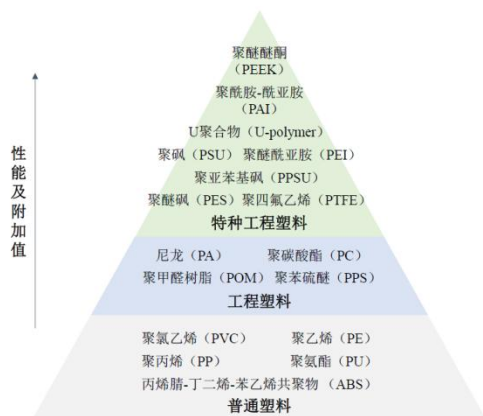 聚醚醚酮
（PEEK）
聚酰胺-酰亚胺
（PAI）
U聚合物（U-polymer）
聚砜（PSU） 聚醚酰亚胺（PEI）
聚亚苯基砜（PPSU）
聚醚砜（PES） 聚四氟乙烯（PTFE）
特种工程塑料
尼龙（PA） 聚碳酸酯（PC）
聚甲醛树脂（POM） 聚苯硫醚（PPS）
工程塑料
聚氯乙烯（PVC） 聚乙烯（PE）
聚丙烯（PP） 聚氨酯（PU）
丙烯腈-丁二烯-苯乙烯共聚物 （ABS）
普通塑料
性能及附加值